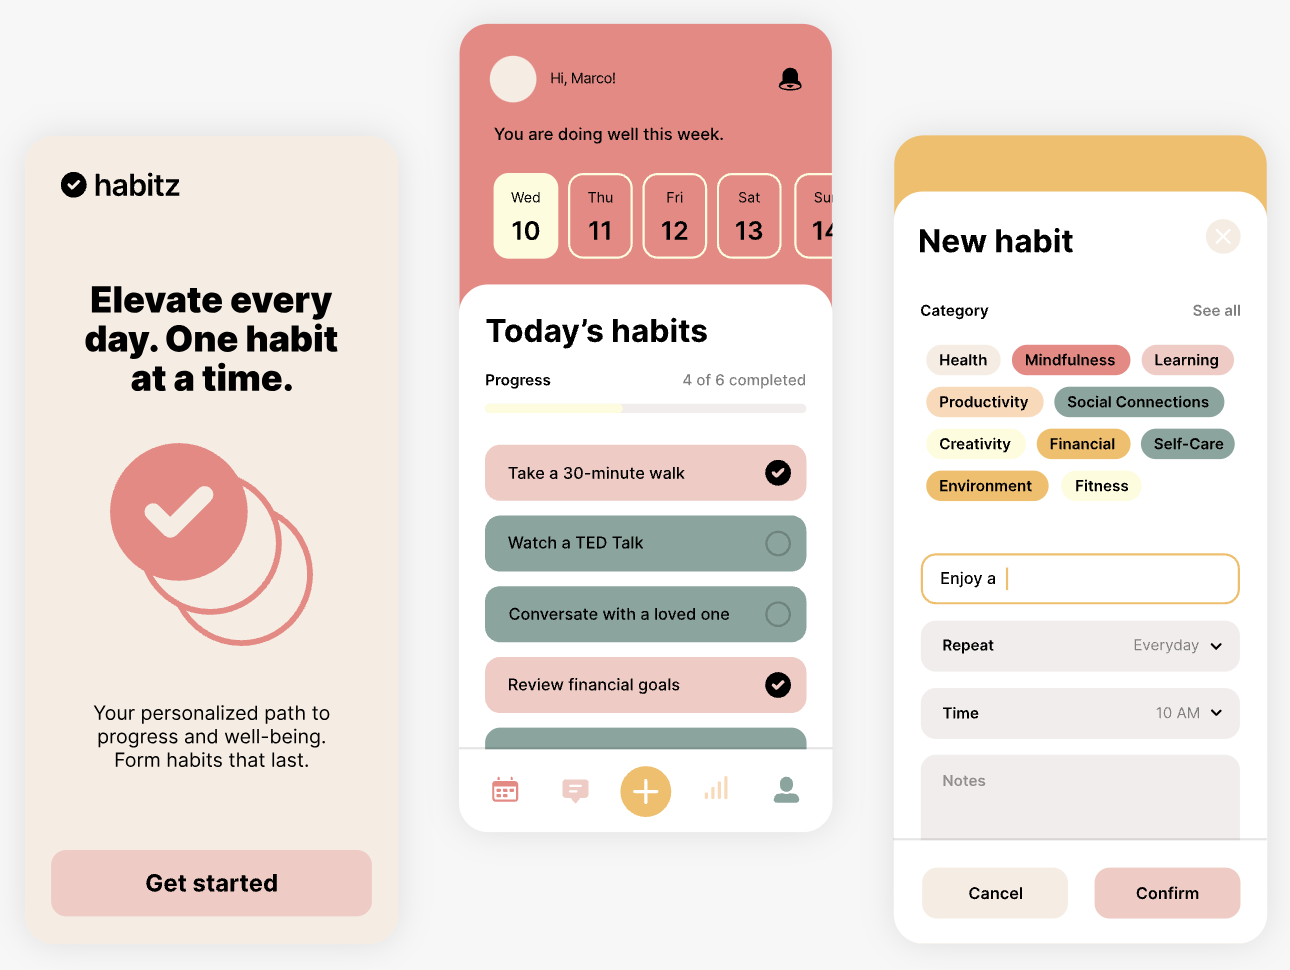 habitz
Elevate every
day. One habit
at a time.
Your personalized path to
progress and well-being.
Form habits that last.
Get started
Hi, Marco!
You are doing well this week.
Wed Thu Fri Sat Sun
10 11 12 13 14
Today’s habits
Progress 4 of 6 completed
Take a 30-minute walk
Watch a TED Talk
Conversate with a loved one
Review financial goals
New habit
Category See all
Health Mindfulness Learning
Productivity Social Connections
Creativity Financial Self-Care
Environment Fitness
Enjoy a
Repeat Everyday
Time 10 AM
Notes
Cancel Confirm